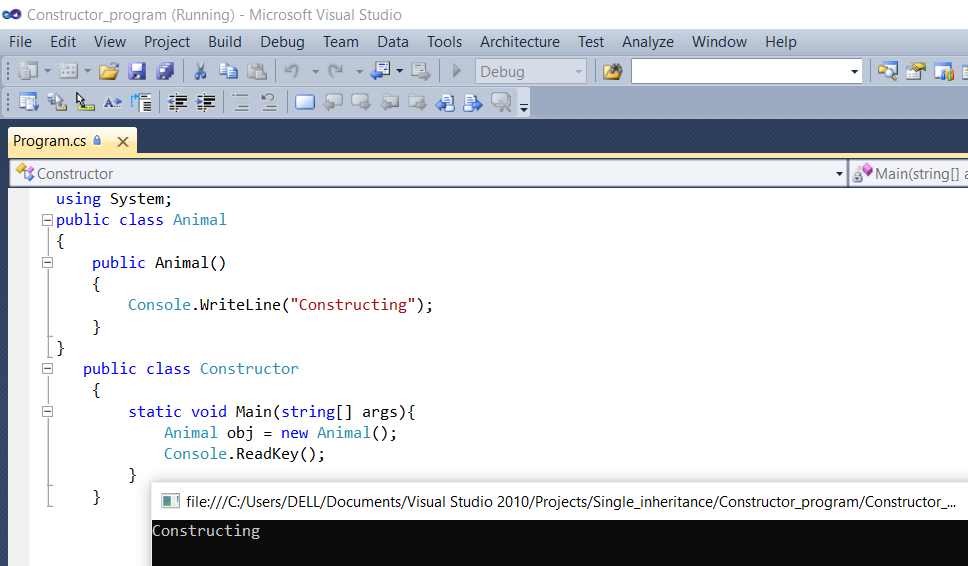 Constructor_program (Running) - Microsoft Visual Studio
File Edit View Project Build Debug Team Data Tools Architecture Test Analyze Window Help
Debug
Program.cs
Constructor Main(string[] a
using System;
public class Animal
{
public Animal()
{
Console.WriteLine("Constructing");
}
}
public class Constructor
{
static void Main(string[] args){
Animal obj = new Animal();
Console.ReadKey();
}
}
file:///C:/Users/DELL/Documents/Visual Studio 2010/Projects/Single_inheritance/Constructor_program/Constructor_...
Constructing